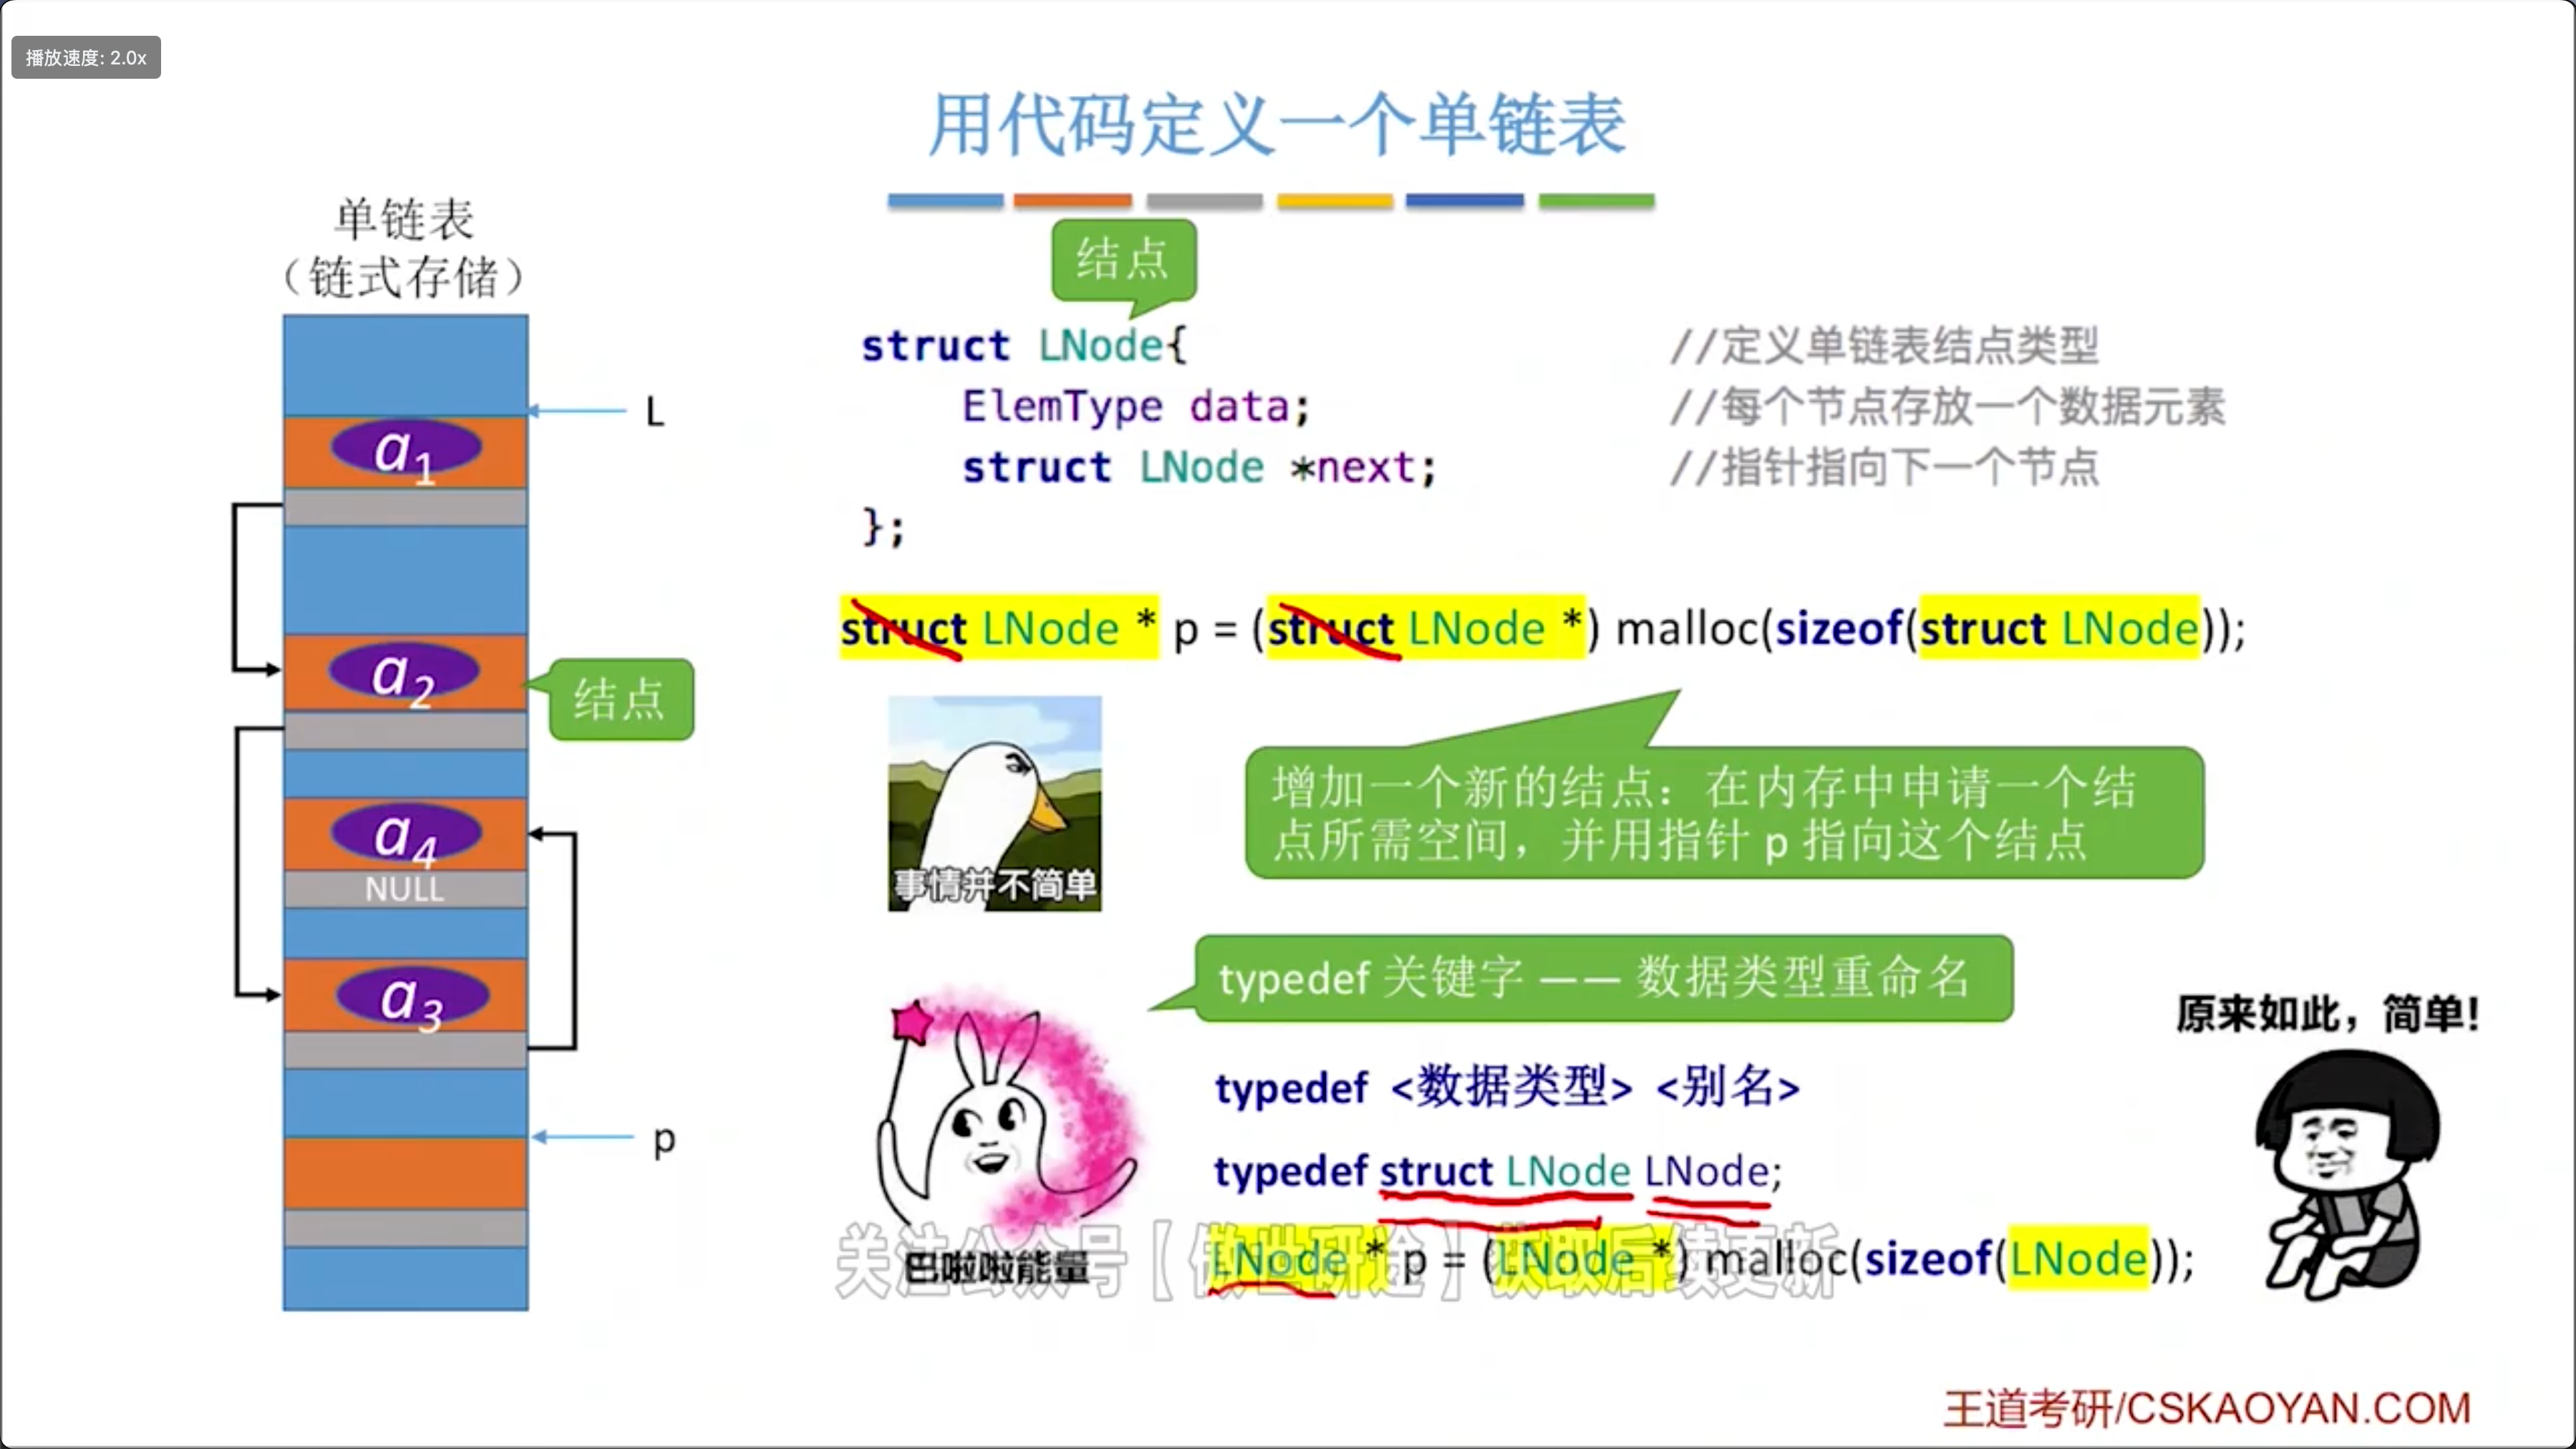 播放速度: 2.0x
用代码定义一个单链表
单链表
（链式存储）
L
a1
a2
结点
a4
NULL
a3
p
结点
struct LNode{ //定义单链表结点类型
ElemType data; //每个节点存放一个数据元素
struct LNode *next; //指针指向下一个节点
};
struct LNode * p = (struct LNode *) malloc(sizeof(struct LNode));
事情并不简单
增加一个新的结点：在内存中申请一个结
点所需空间，并用指针 p 指向这个结点
typedef 关键字 —— 数据类型重命名
巴啦啦能量
typedef <数据类型> <别名>
typedef struct LNode LNode;
LNode * p = (LNode *) malloc(sizeof(LNode));
关注公众号【傲世研途】获取后续更新
原来如此，简单!
王道考研/CSKAOYAN.COM